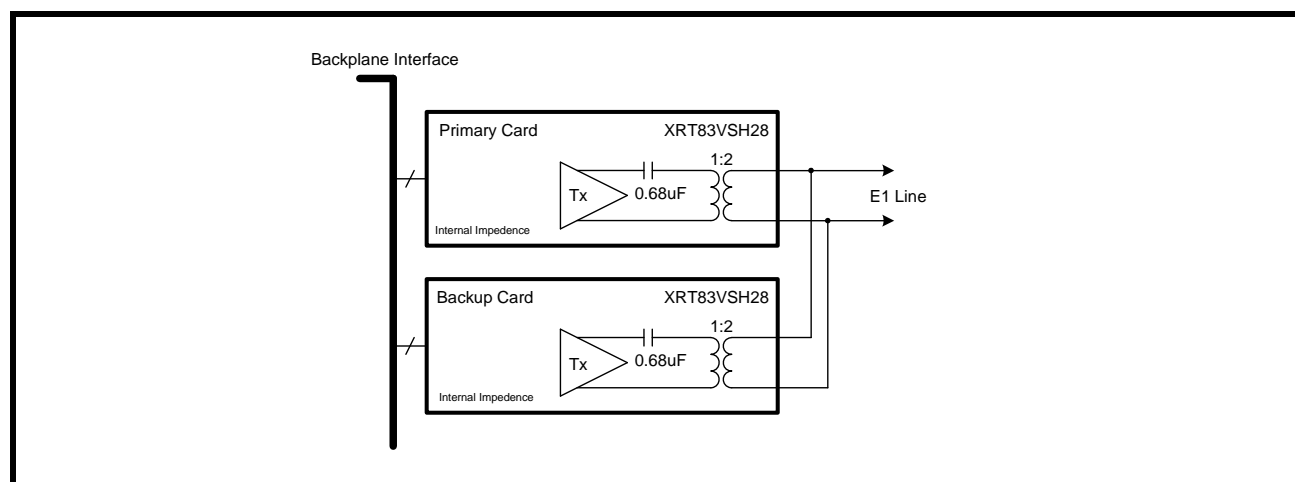 Backplane Interface
Primary Card
XRT83VSH28
1:2
Tx
0.68uF
E1 Line
Internal Impedence
Backup Card
XRT83VSH28
1:2
Tx
0.68uF
Internal Impedence